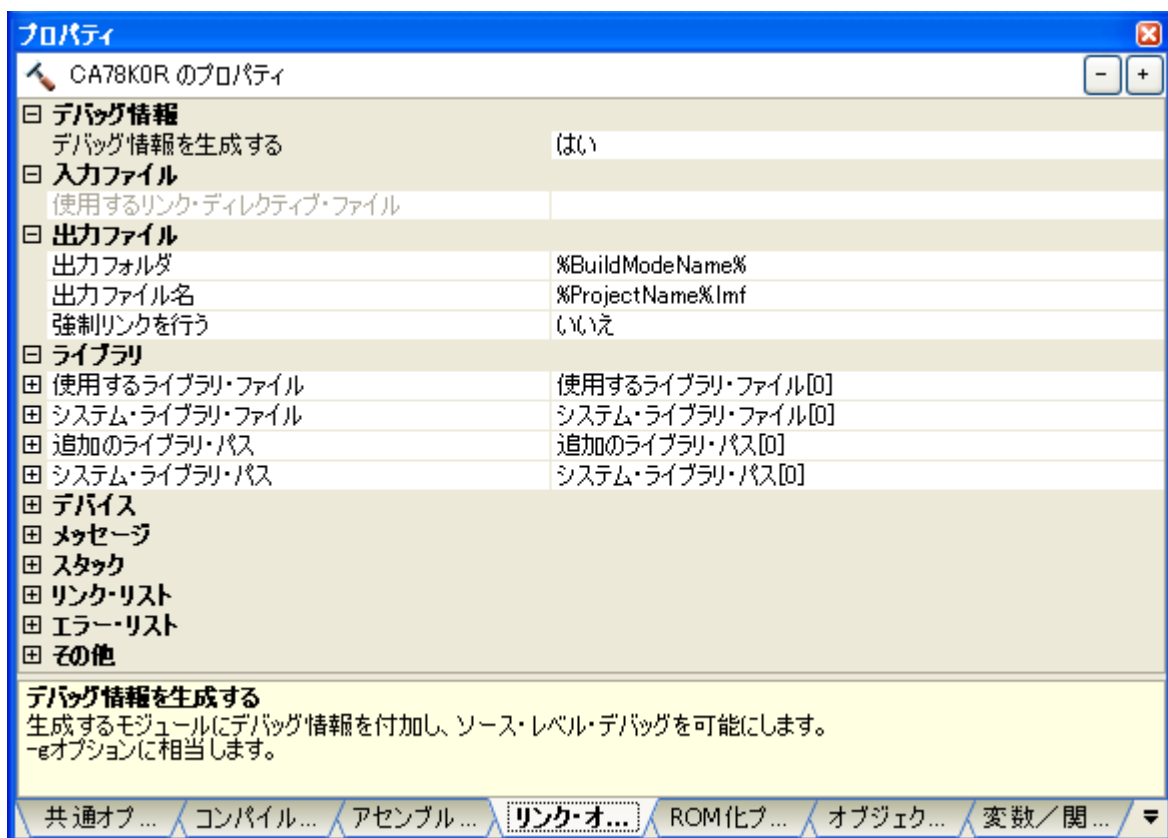 プロパティ
CA78K0R のプロパティ
デバッグ情報
デバッグ情報を生成する はい
入力ファイル
使用するリンク・ディレクティブ・ファイル
出力ファイル
出力フォルダ %BuildModeName%
出力ファイル名 %ProjectName%.lmf
強制リンクを行う いいえ
ライブラリ
使用するライブラリ・ファイル 使用するライブラリ・ファイル[0]
システム・ライブラリ・ファイル システム・ライブラリ・ファイル[0]
追加のライブラリ・パス 追加のライブラリ・パス[0]
システム・ライブラリ・パス システム・ライブラリ・パス[0]
デバイス
メッセージ
スタック
リンク・リスト
エラー・リスト
その他
デバッグ情報を生成する
生成するモジュールにデバッグ情報を付加し、ソース・レベル・デバッグを可能にします。
-gオプションに相当します。
共通オプ... コンパイル... アセンブル... リンク・オ... ROM化プ... オブジェク... 変数／関...